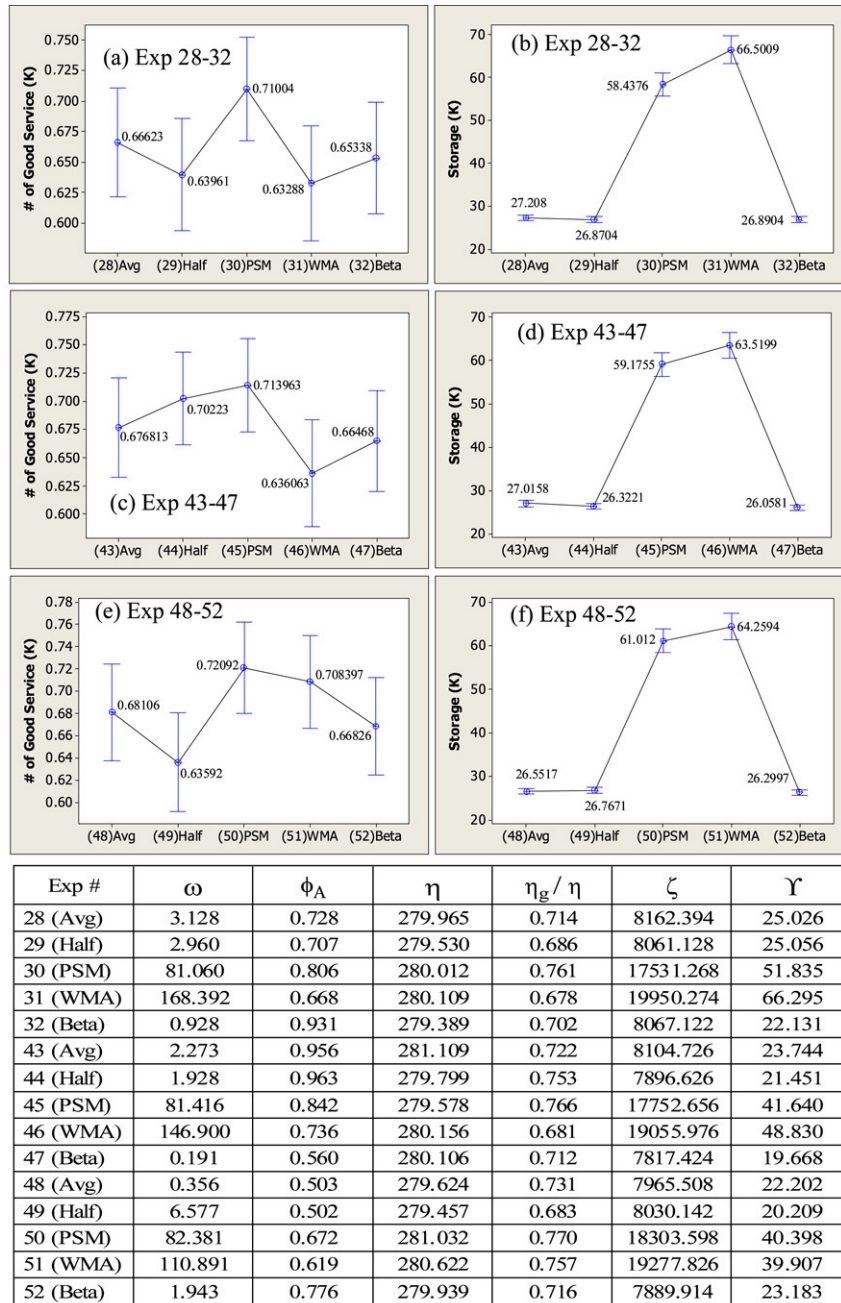 (a) Exp 28-32
# of Good Service (K)
0.750
0.725
0.700
0.675
0.650
0.625
0.600
0.66623
0.63961
0.71004
0.63288
0.65338
(28)Avg (29)Half (30)PSM (31)WMA (32)Beta
(b) Exp 28-32
Storage (K)
70
60
50
40
30
20
27.208
26.8704
58.4376
66.5009
26.8904
(28)Avg (29)Half (30)PSM (31)WMA (32)Beta
(c) Exp 43-47
# of Good Service (K)
0.775
0.750
0.725
0.700
0.675
0.650
0.625
0.600
0.676813
0.70223
0.713963
0.636063
0.66468
(43)Avg (44)Half (45)PSM (46)WMA (47)Beta
(d) Exp 43-47
Storage (K)
70
60
50
40
30
20
27.0158
26.3221
59.1755
63.5199
26.0581
(43)Avg (44)Half (45)PSM (46)WMA (47)Beta
(e) Exp 48-52
# of Good Service (K)
0.78
0.76
0.74
0.72
0.70
0.68
0.66
0.64
0.62
0.60
0.68106
0.63592
0.72092
0.708397
0.66826
(48)Avg (49)Half (50)PSM (51)WMA (52)Beta
(f) Exp 48-52
Storage (K)
70
60
50
40
30
20
26.5517
26.7671
61.012
64.2594
26.2997
(48)Avg (49)Half (50)PSM (51)WMA (52)Beta
Exp # ω ϕA η ηg / η ζ ϒ
28 (Avg) 3.128 0.728 279.965 0.714 8162.394 25.026
29 (Half) 2.960 0.707 279.530 0.686 8061.128 25.056
30 (PSM) 81.060 0.806 280.012 0.761 17531.268 51.835
31 (WMA) 168.392 0.668 280.109 0.678 19950.274 66.295
32 (Beta) 0.928 0.931 279.389 0.702 8067.122 22.131
43 (Avg) 2.273 0.956 281.109 0.722 8104.726 23.744
44 (Half) 1.928 0.963 279.799 0.753 7896.626 21.451
45 (PSM) 81.416 0.842 279.578 0.766 17752.656 41.640
46 (WMA) 146.900 0.736 280.156 0.681 19055.976 48.830
47 (Beta) 0.191 0.560 280.106 0.712 7817.424 19.668
48 (Avg) 0.356 0.503 279.624 0.731 7965.508 22.202
49 (Half) 6.577 0.502 279.457 0.683 8030.142 20.209
50 (PSM) 82.381 0.672 281.032 0.770 18303.598 40.398
51 (WMA) 110.891 0.619 280.622 0.757 19277.826 39.907
52 (Beta) 1.943 0.776 279.939 0.716 7889.914 23.183